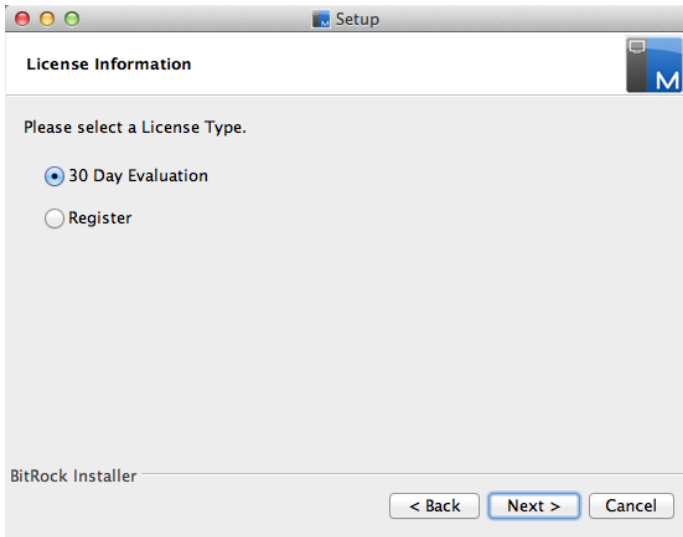 Setup
License Information
M
Please select a License Type.
30 Day Evaluation
Register
BitRock Installer
< Back Next > Cancel